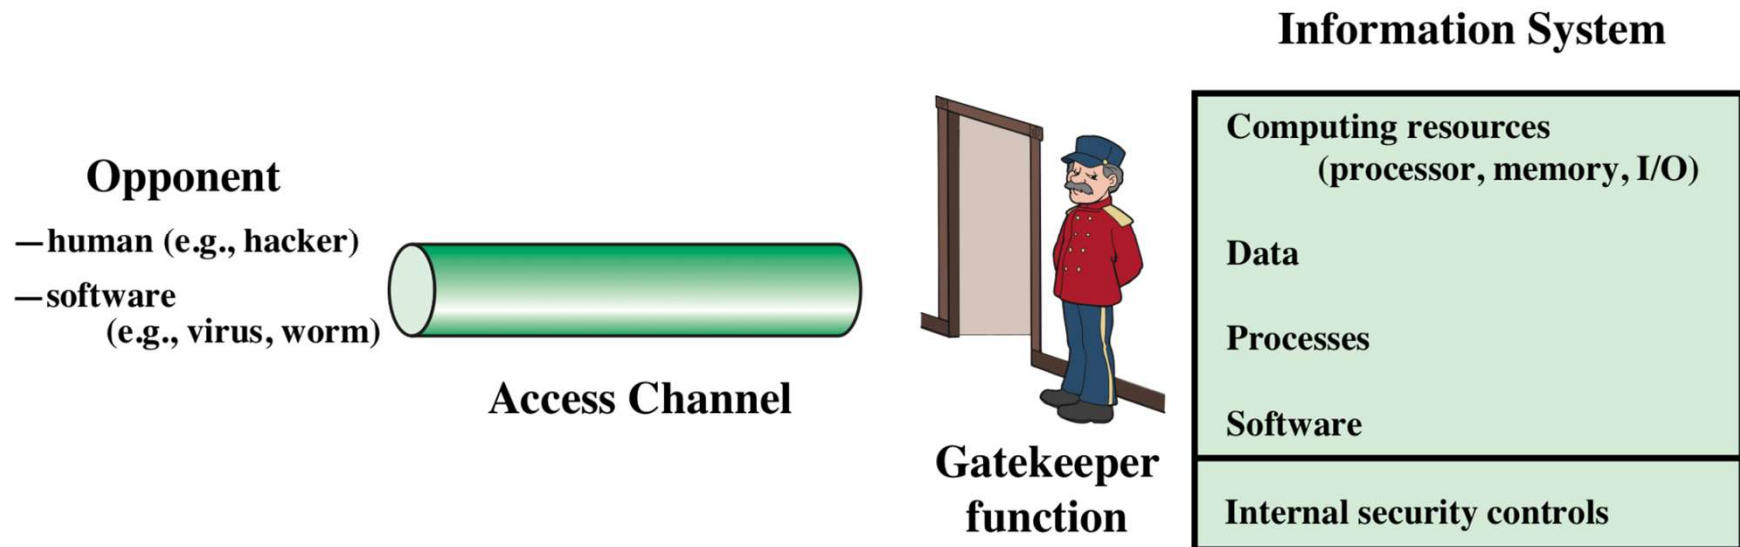 Information System
Opponent
—human (e.g., hacker)
—software
(e.g., virus, worm)
Access Channel
Gatekeeper
function
Computing resources
(processor, memory, I/O)
Data
Processes
Software
Internal security controls